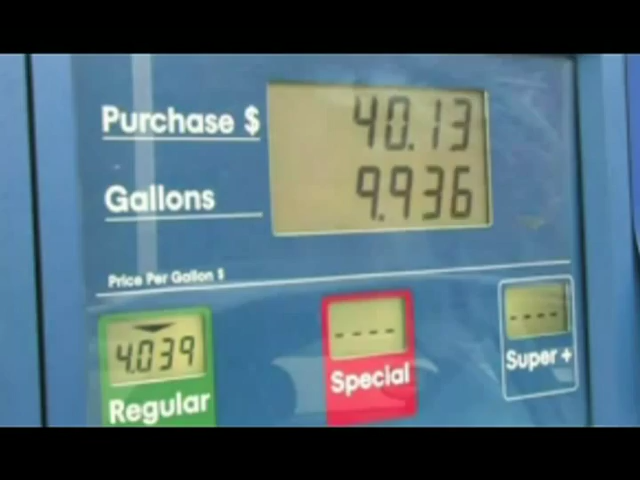 Purchase $ 40.13
Gallons 9.936
Price Per Gallon $
4.039 ---- ----
Regular Special Super +